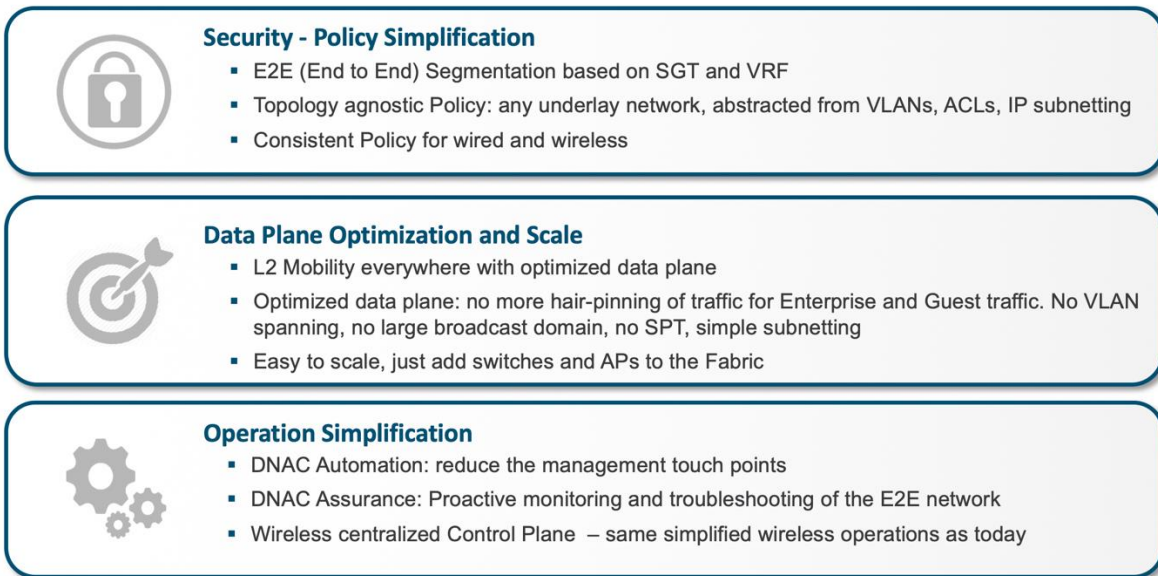 Security - Policy Simplification
▪ E2E (End to End) Segmentation based on SGT and VRF
▪ Topology agnostic Policy: any underlay network, abstracted from VLANs, ACLs, IP subnetting
▪ Consistent Policy for wired and wireless
Data Plane Optimization and Scale
▪ L2 Mobility everywhere with optimized data plane
▪ Optimized data plane: no more hair-pinning of traffic for Enterprise and Guest traffic. No VLAN
spanning, no large broadcast domain, no SPT, simple subnetting
▪ Easy to scale, just add switches and APs to the Fabric
Operation Simplification
▪ DNAC Automation: reduce the management touch points
▪ DNAC Assurance: Proactive monitoring and troubleshooting of the E2E network
▪ Wireless centralized Control Plane – same simplified wireless operations as today